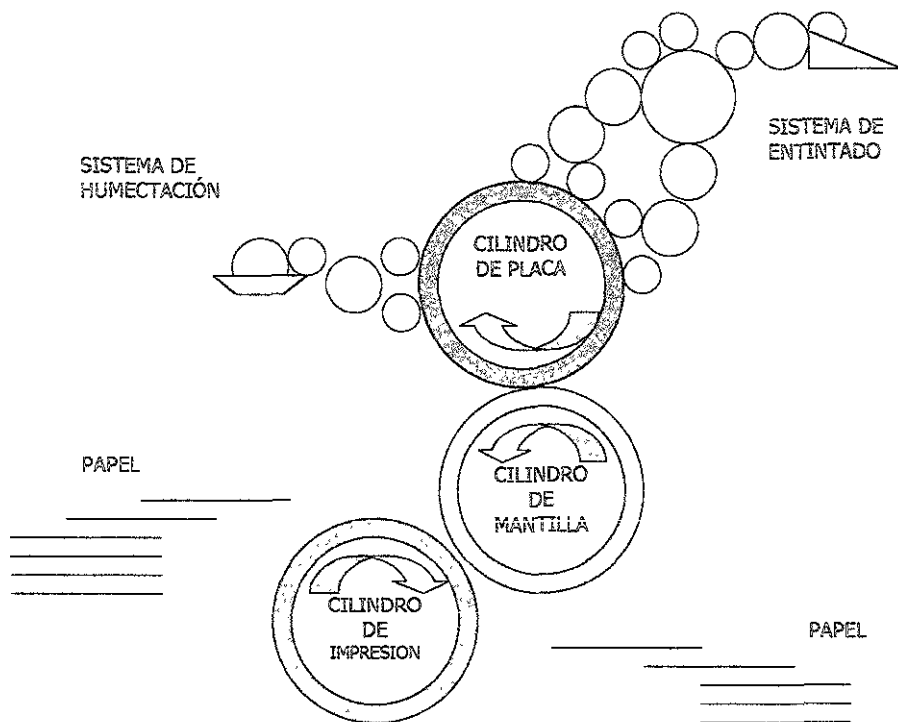 SISTEMA DE
ENTINTADO
SISTEMA DE
HUMECTACIÓN
CILINDRO
DE PLACA
PAPEL
CILINDRO
DE
MANTILLA
CILINDRO
DE
IMPRESION
PAPEL